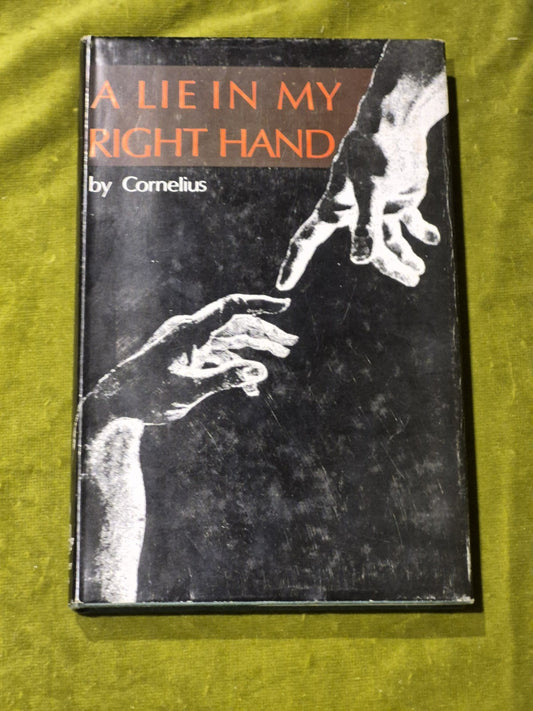 A LIE IN MY
RIGHT HAND
by Cornelius